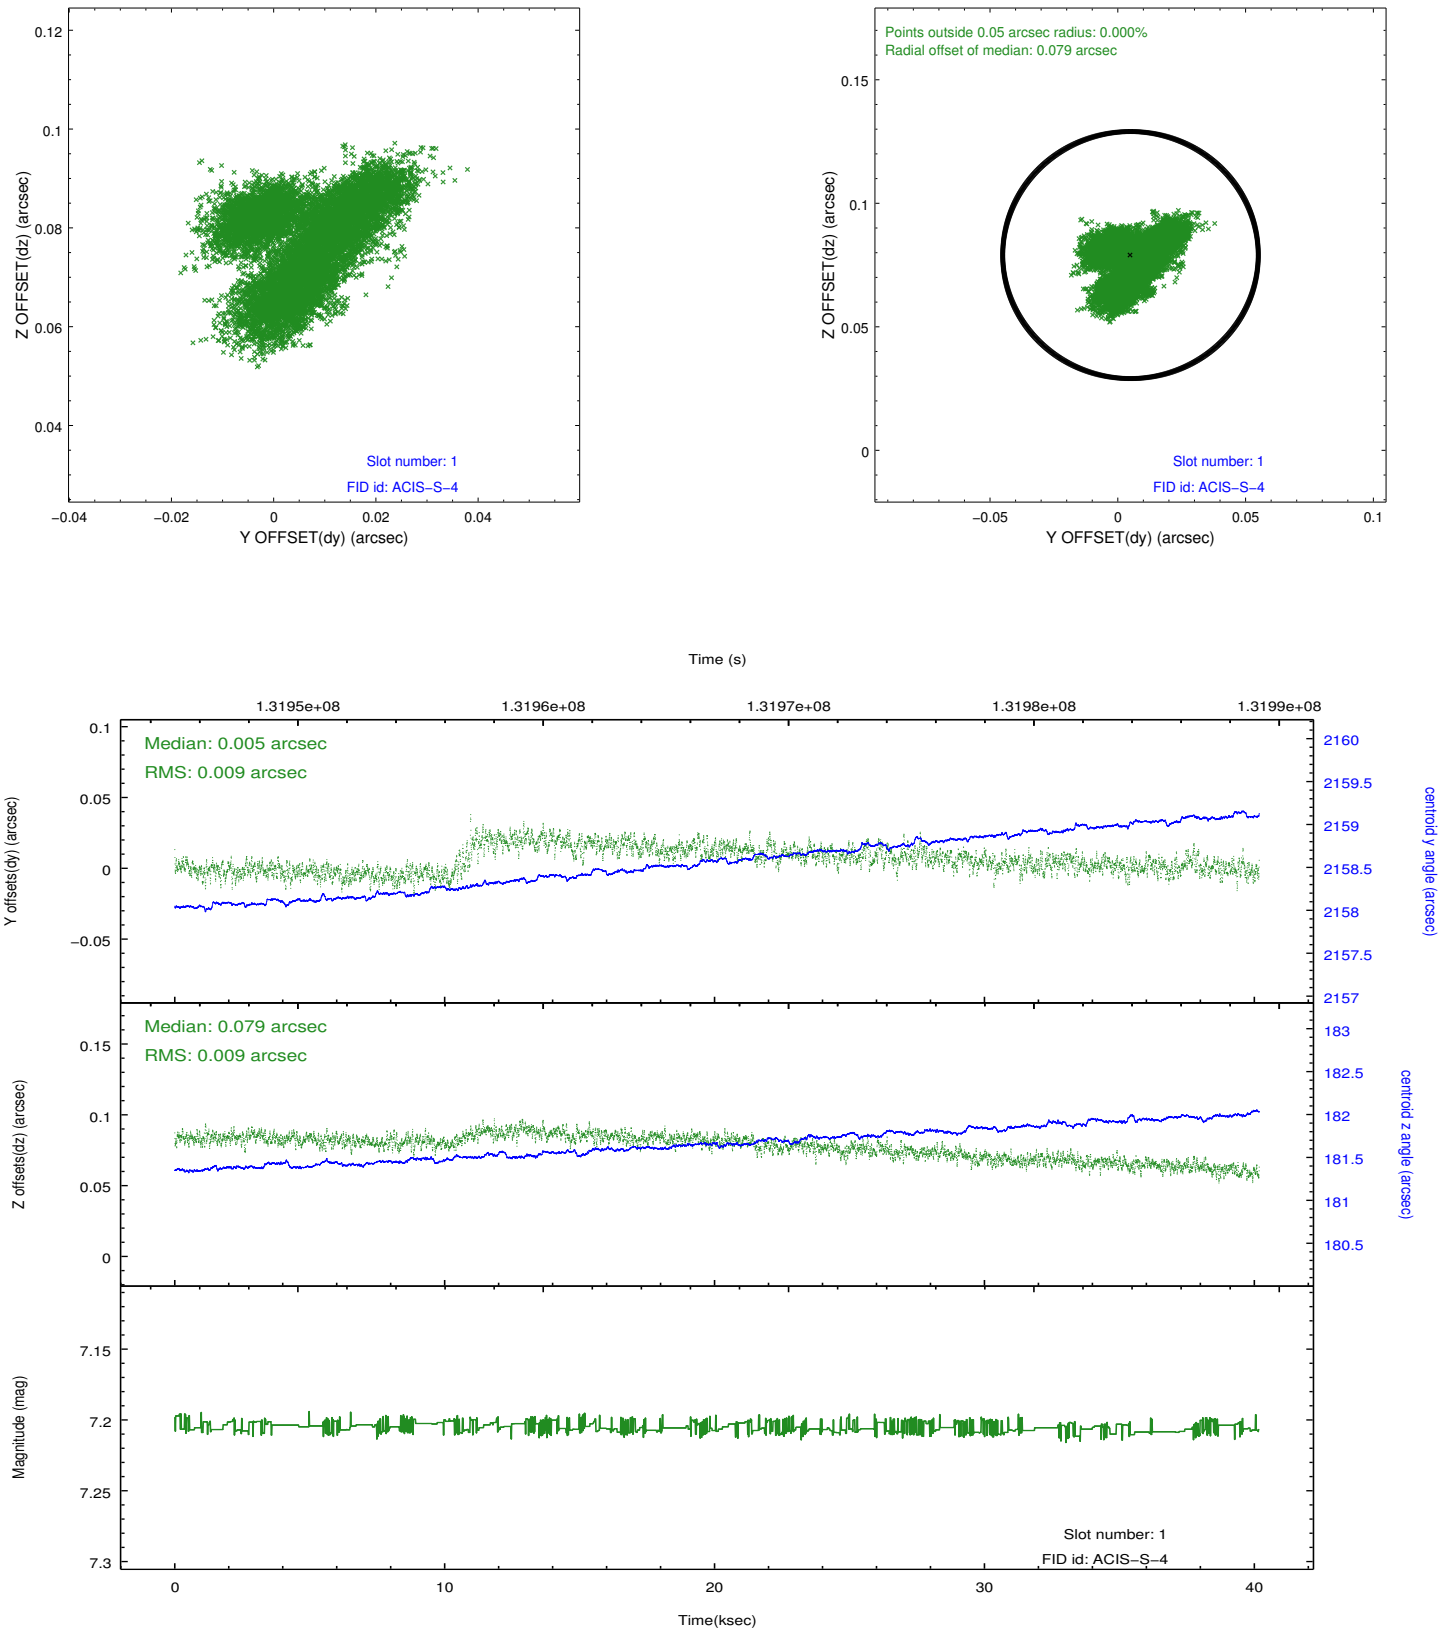 0.12
0.1
0.08
0.06
0.04
Z OFFSET(dz) (arcsec)
Slot number: 1
FID id: ACIS−S−4
−0.04
−0.02
0
0.02
0.04
Y OFFSET(dy) (arcsec)
Points outside 0.05 arcsec radius: 0.000%
Radial offset of median: 0.079 arcsec
0.15
0.1
0.05
0
Z OFFSET(dz) (arcsec)
Slot number: 1
FID id: ACIS−S−4
−0.05
0
0.05
0.1
Y OFFSET(dy) (arcsec)
Time (s)
1.3195e+08
1.3196e+08
1.3197e+08
1.3198e+08
1.3199e+08
Median: 0.005 arcsec
RMS: 0.009 arcsec
0.1
0.05
0
−0.05
Y offsets(dy) (arcsec)
2160
2159.5
2159
2158.5
2158
2157.5
2157
centroid y angle (arcsec)
Median: 0.079 arcsec
RMS: 0.009 arcsec
0.15
0.1
0.05
0
Z offsets(dz) (arcsec)
183
182.5
182
181.5
181
180.5
centroid z angle (arcsec)
7.15
7.2
7.25
7.3
Magnitude (mag)
Slot number: 1
FID id: ACIS−S−4
0
10
20
30
40
Time(ksec)